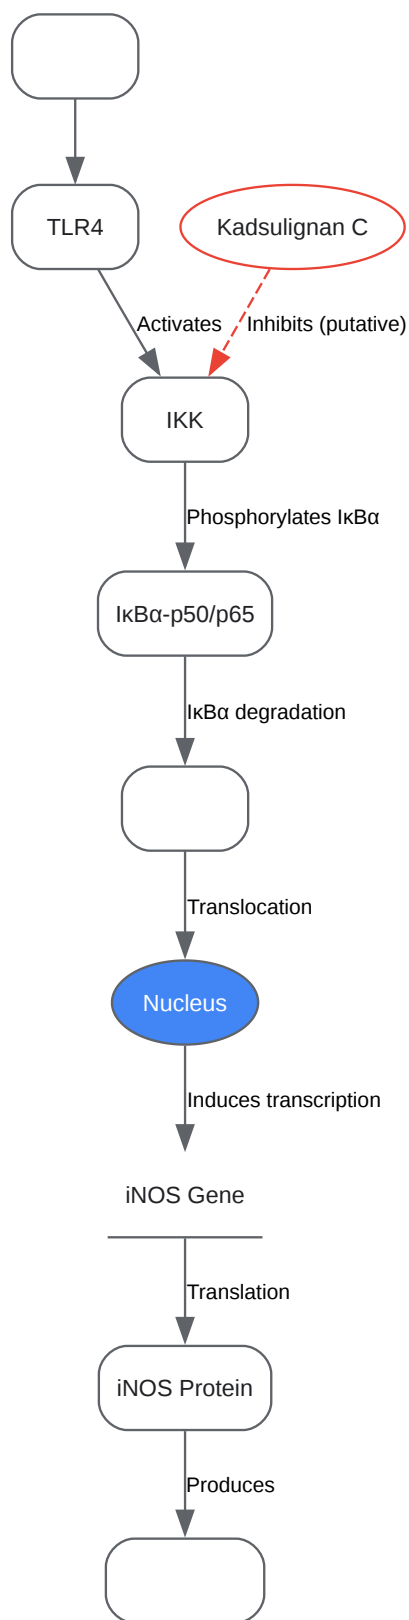 TLR4
Kadsulignan C
Activates
Inhibits (putative)
IKK
Phosphorylates IκBα
IκBα-p50/p65
IκBα degradation
Translocation
Nucleus
Induces transcription
iNOS Gene
Translation
iNOS Protein
Produces